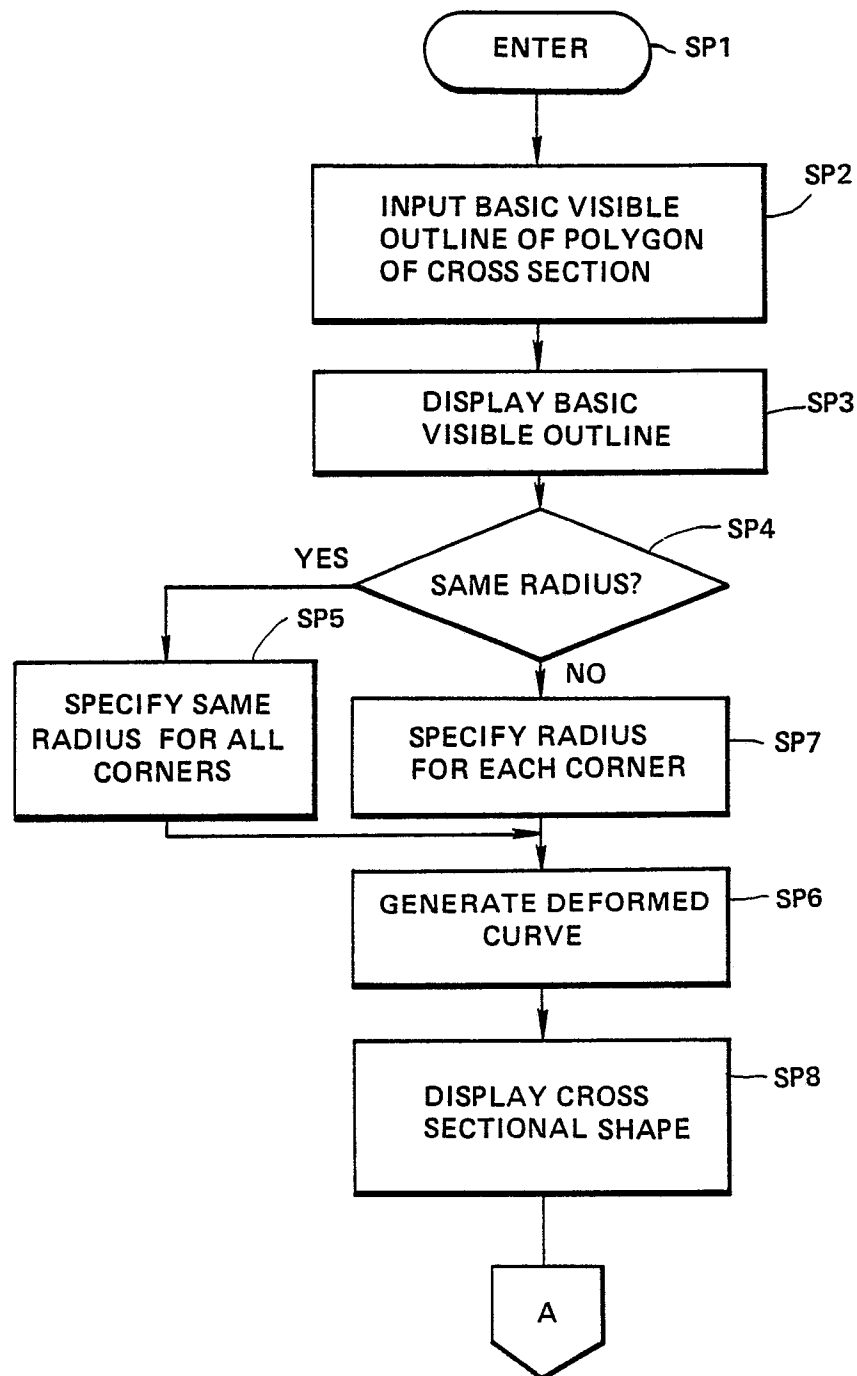 ENTER
SP1
SP2
INPUT BASIC VISIBLE
OUTLINE OF POLYGON
OF CROSS SECTION
DISPLAY BASIC
VISIBLE OUTLINE
SP3
SP4
YES
SAME RADIUS?
SP5
NO
SPECIFY SAME
RADIUS FOR ALL
CORNERS
SPECIFY RADIUS
FOR EACH CORNER
SP7
GENERATE DEFORMED
CURVE
SP6
DISPLAY CROSS
SECTIONAL SHAPE
SP8
A